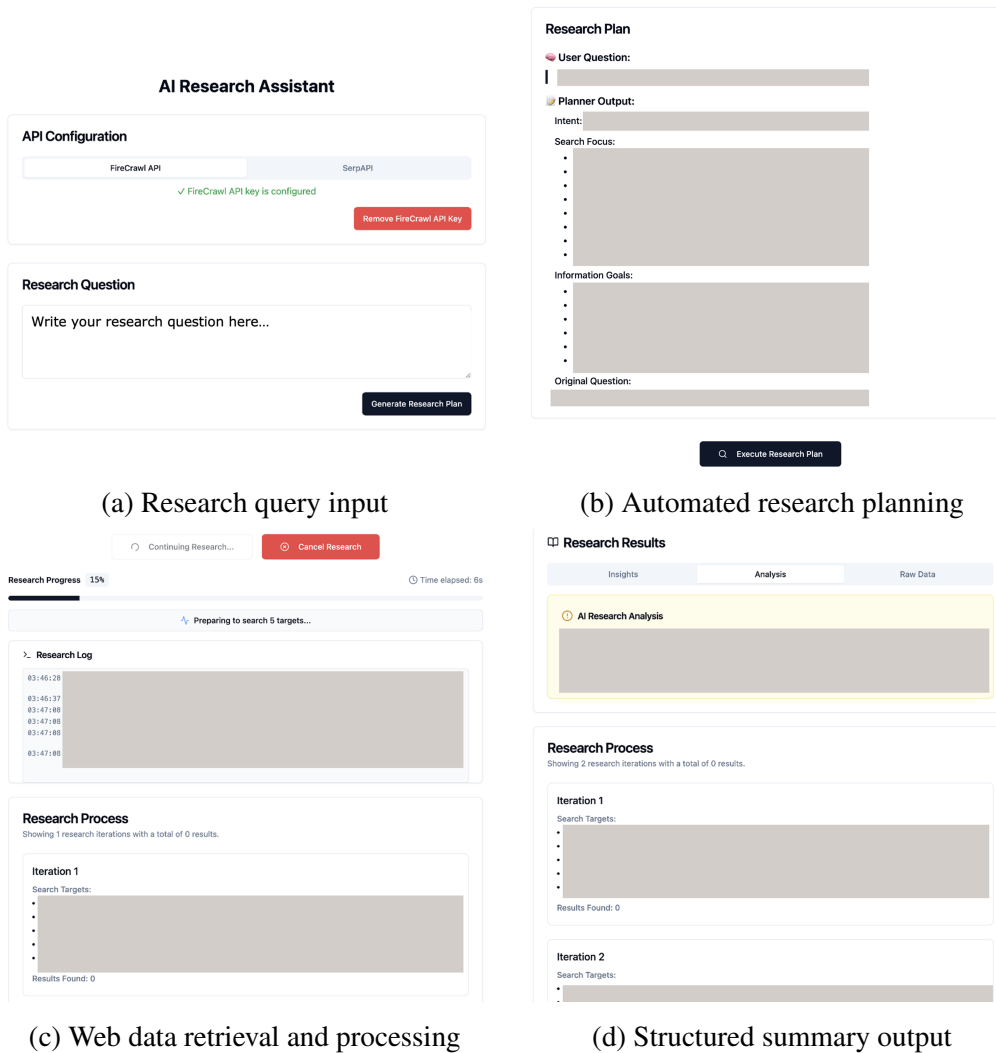 AI Research Assistant
API Configuration
FireCrawl API
SerpAPI
✓ FireCrawl API key is configured
Remove FireCrawl API Key
Research Question
Write your research question here...
Generate Research Plan
(a) Research query input
Research Plan
User Question:
Planner Output:
Intent:
Search Focus:
Information Goals:
Original Question:
Execute Research Plan
(b) Automated research planning
Continuing Research...
Cancel Research
Research Progress 15%
Time elapsed: 6s
Preparing to search 5 targets...
>_ Research Log
03:46:28
03:46:37
03:47:08
03:47:08
03:47:08
03:47:08
Research Process
Showing 1 research iterations with a total of 0 results.
Iteration 1
Search Targets:
Results Found: 0
(c) Web data retrieval and processing
Research Results
Insights
Analysis
Raw Data
AI Research Analysis
Research Process
Showing 2 research iterations with a total of 0 results.
Iteration 1
Search Targets:
Results Found: 0
Iteration 2
Search Targets:
(d) Structured summary output